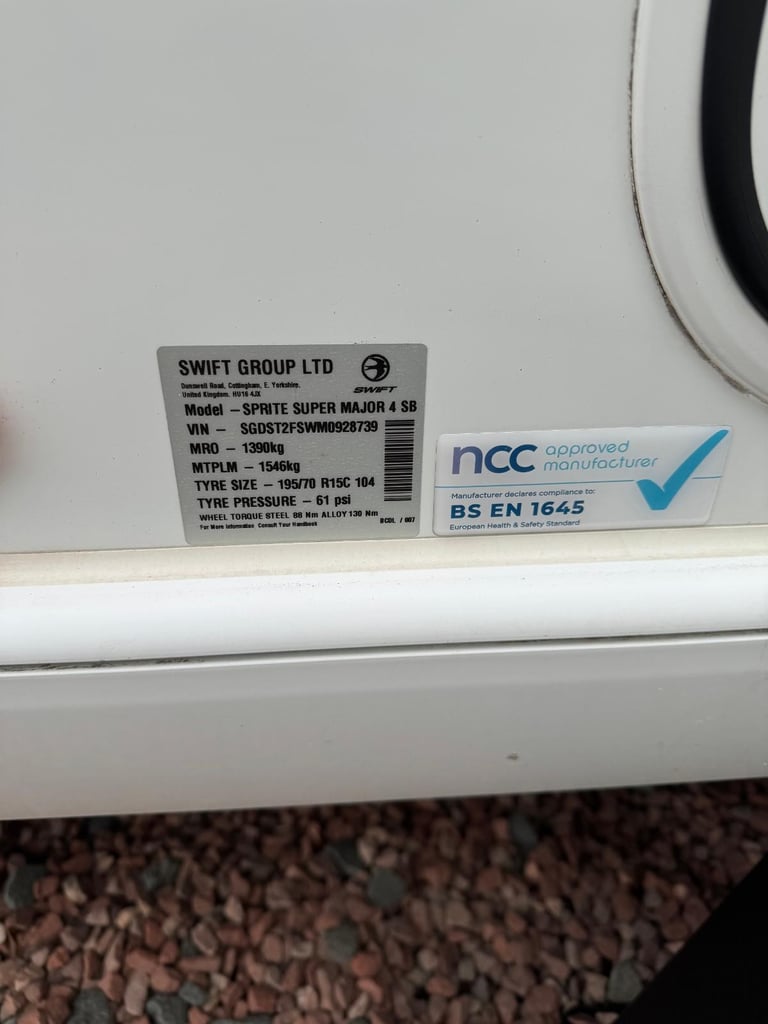 SWIFT GROUP LTD
Dunswell Road, Cottingham, E. Yorkshire.
United Kingdom. HU16 4JX
SWIFT
Model – SPRITE SUPER MAJOR 4 SB
VIN – SGDST2FSWM0928739
MRO – 1390kg
MTPLM – 1546kg
TYRE SIZE – 195/70 R15C 104
TYRE PRESSURE – 61 psi
WHEEL TORQUE STEEL 88 Nm ALLOY 130 Nm
For More Information Consult Your Handbook
BCDL / 007
ncc approved
manufacturer
Manufacturer declares compliance to:
BS EN 1645
European Health & Safety Standard